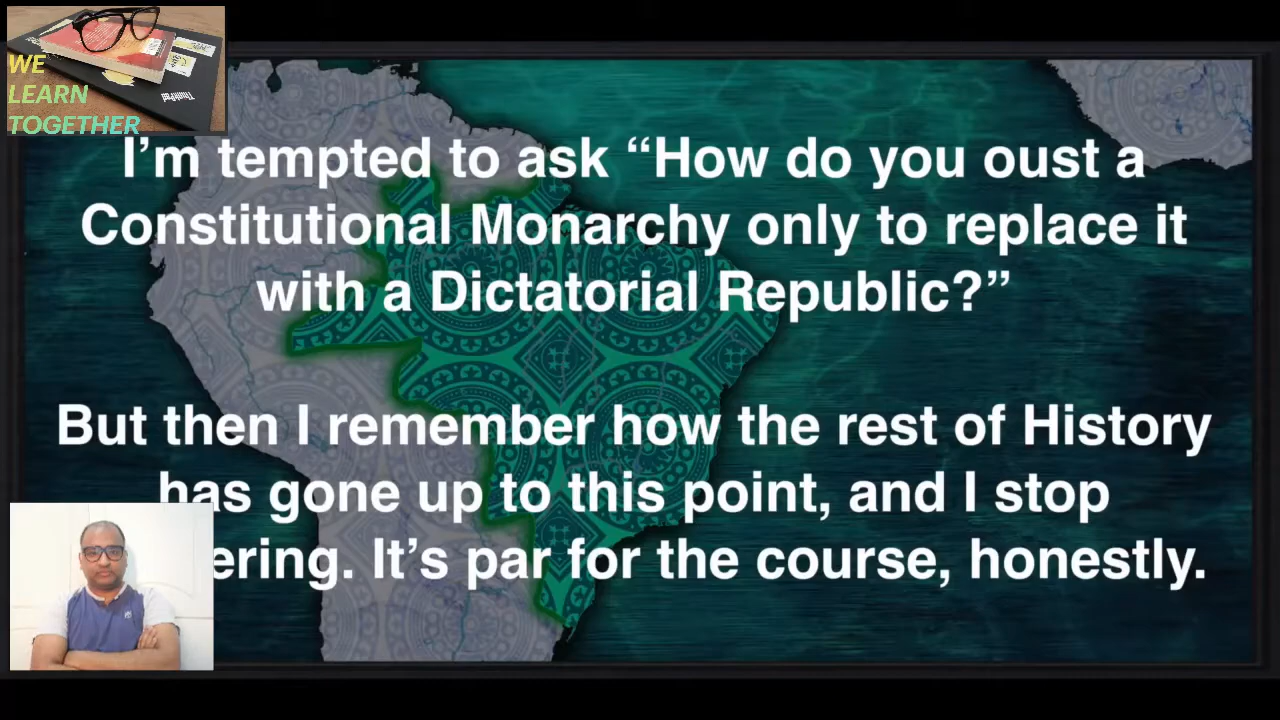 WE
LEARN
TOGETHER
I'm tempted to ask “How do you oust a
Constitutional Monarchy only to replace it
with a Dictatorial Republic?”
But then I remember how the rest of History
has gone up to this point, and I stop
ering. It's par for the course, honestly.
ThinkPad